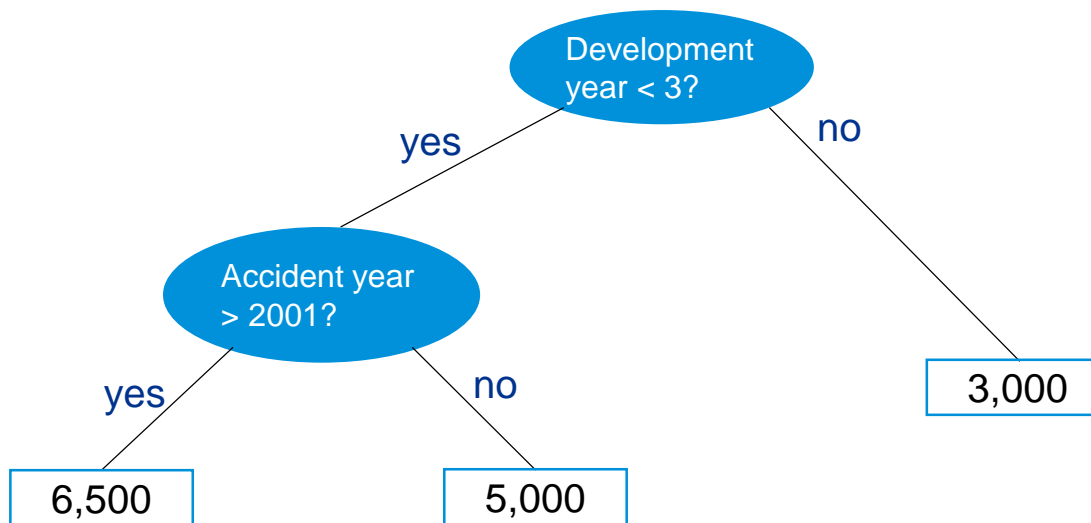 Development
year < 3?
yes
no
Accident year
> 2001?
yes
no
3,000
6,500
5,000